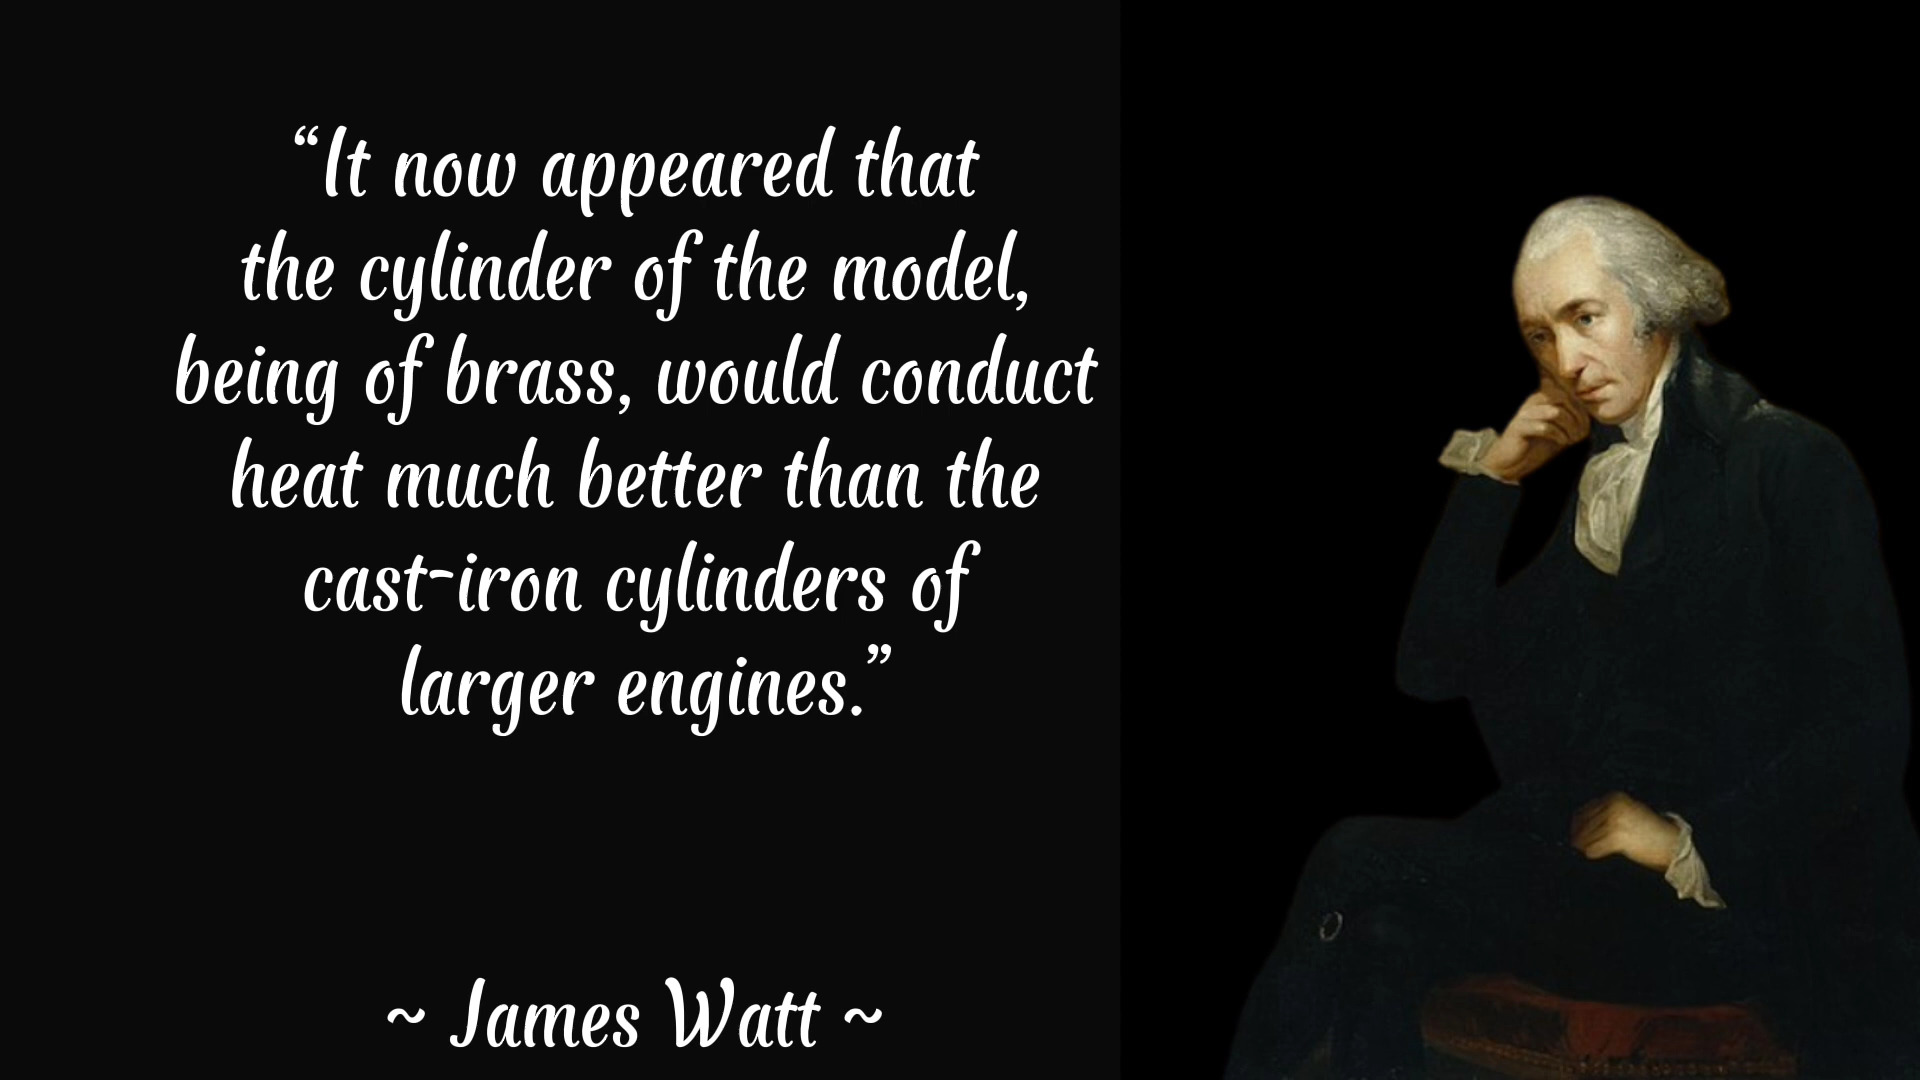 “It now appeared that
the cylinder of the model,
being of brass, would conduct
heat much better than the
cast-iron cylinders of
larger engines.”
~ James Watt ~